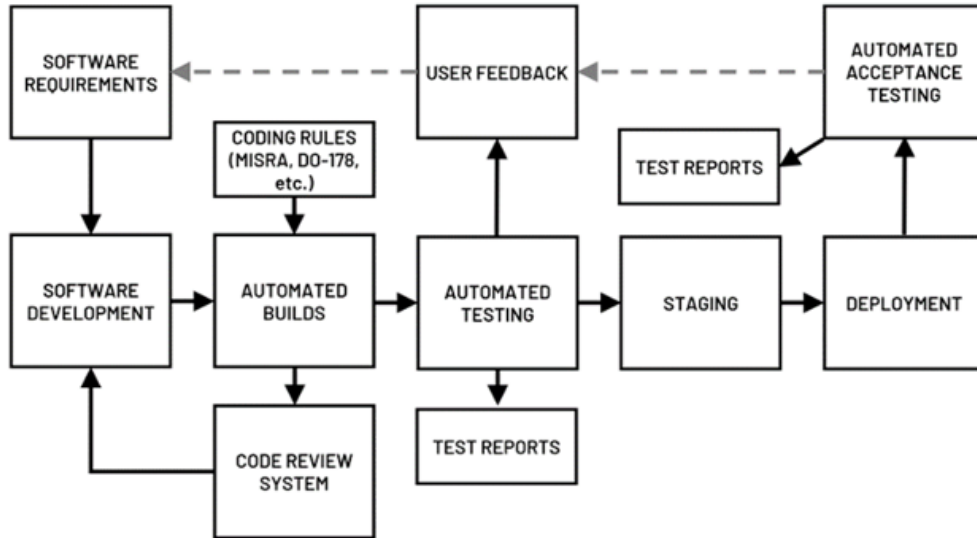 SOFTWARE
REQUIREMENTS
USER FEEDBACK
AUTOMATED
ACCEPTANCE
TESTING
CODING RULES
(MISRA, DO-178,
etc.)
TEST REPORTS
SOFTWARE
DEVELOPMENT
AUTOMATED
BUILDS
AUTOMATED
TESTING
STAGING
DEPLOYMENT
CODE REVIEW
SYSTEM
TEST REPORTS